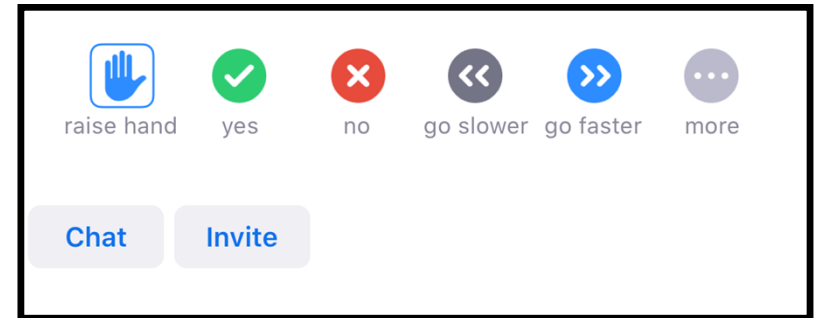 raise hand yes no go slower go faster more
Chat Invite